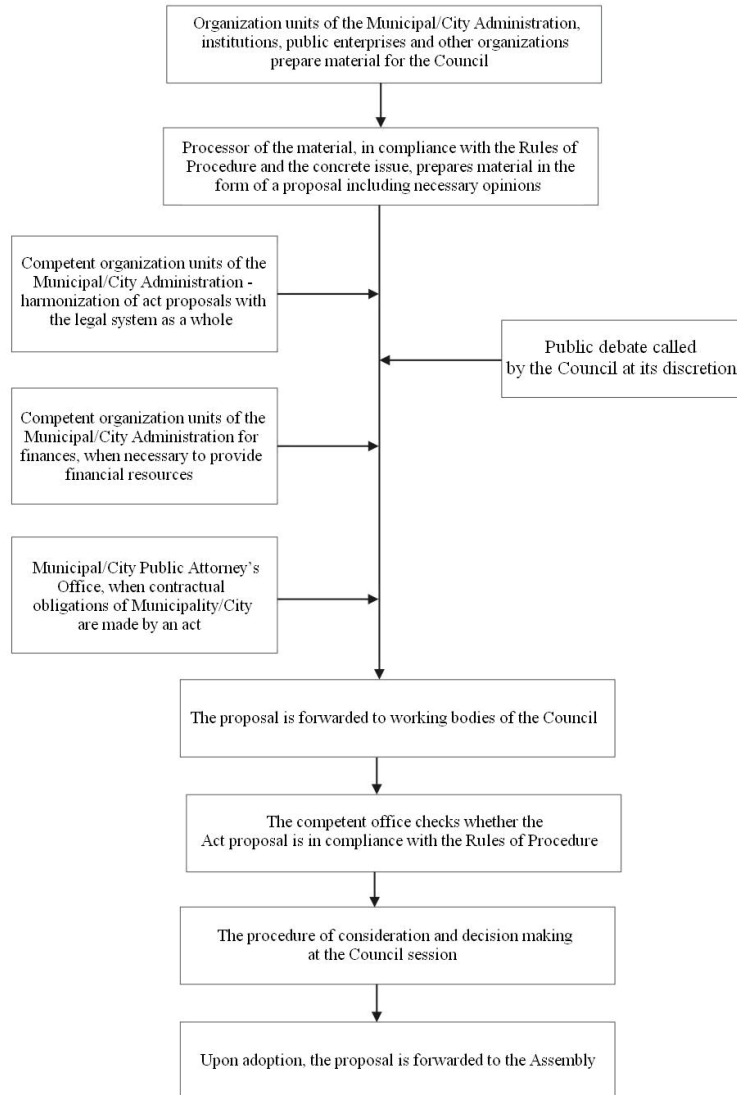 Organization units of the Municipal/City Administration,
institutions, public enterprises and other organizations
prepare material for the Council
Processor of the material, in compliance with the Rules of
Procedure and the concrete issue, prepares material in the
form of a proposal including necessary opinions
Competent organization units of the
Municipal/City Administration -
harmonization of act proposals with
the legal system as a whole
Public debate called
by the Council at its discretion
Competent organization units of the
Municipal/City Administration for
finances, when necessary to provide
financial resources
Municipal/City Public Attorney’s
Office, when contractual
obligations of Municipality/City
are made by an act
The proposal is forwarded to working bodies of the Council
The competent office checks whether the
Act proposal is in compliance with the Rules of Procedure
The procedure of consideration and decision making
at the Council session
Upon adoption, the proposal is forwarded to the Assembly